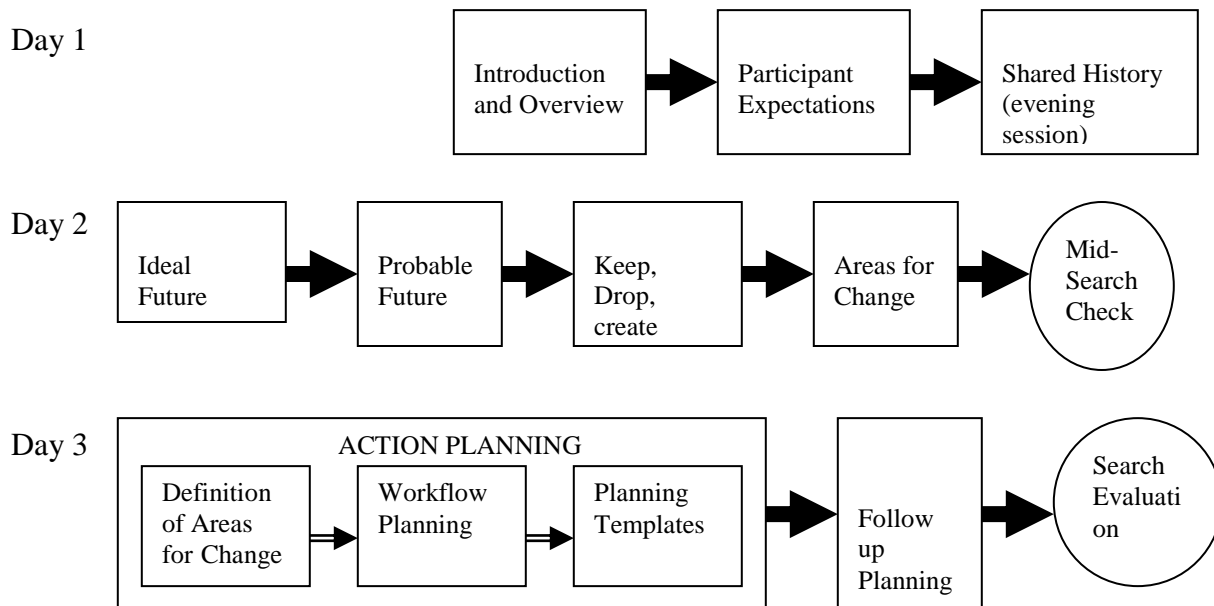 Day 1
Introduction
and Overview
Participant
Expectations
Shared History
(evening
session)
Day 2
Ideal
Future
Probable
Future
Keep,
Drop,
create
Areas for
Change
Mid-
Search
Check
Day 3
ACTION PLANNING
Definition
of Areas
for Change
Workflow
Planning
Planning
Templates
Follow
up
Planning
Search
Evaluati
on